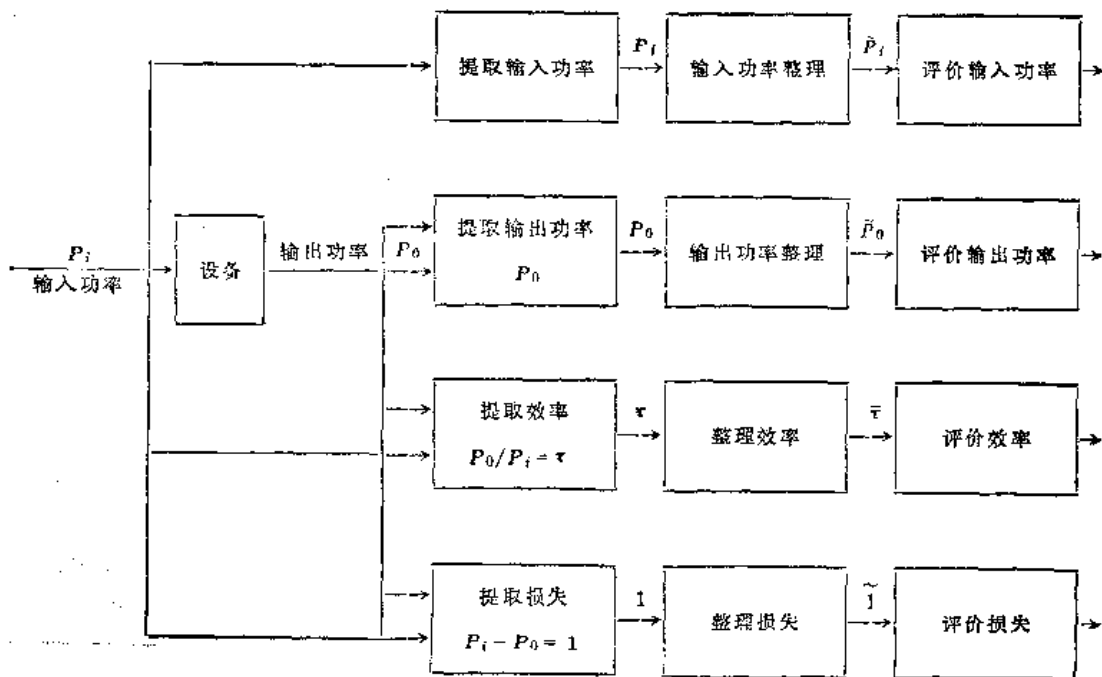 提取输入功率
P_i
输入功率整理
P̃_i
评价输入功率
P_i
输入功率
设备
输出功率
P_0
提取输出功率
P_0
P_0
输出功率整理
P̃_0
评价输出功率
提取效率
P_0/P_i = τ
τ
整理效率
τ̄
评价效率
提取损失
P_i − P_0 = 1
1
整理损失
1̃
评价损失